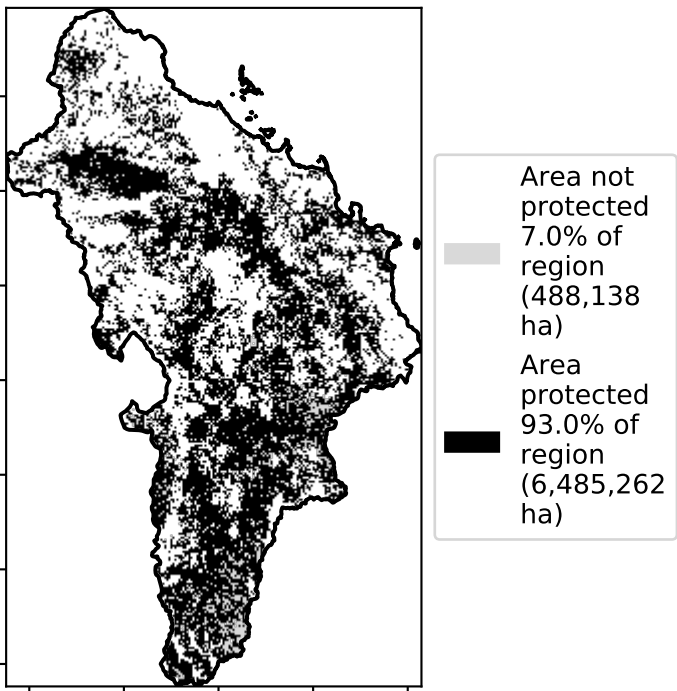 Area not
protected
7.0% of
region
(488,138
ha)
Area
protected
93.0% of
region
(6,485,262
ha)